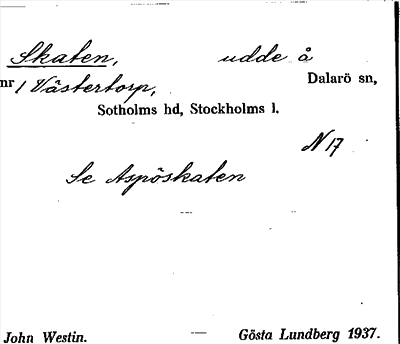 Skaten, udde å
nr 1 Västertorp, Dalarö sn,
Sotholms hd, Stockholms l.
N 17
Se Aspöskaten
John Westin. Gösta Lundberg 1937.